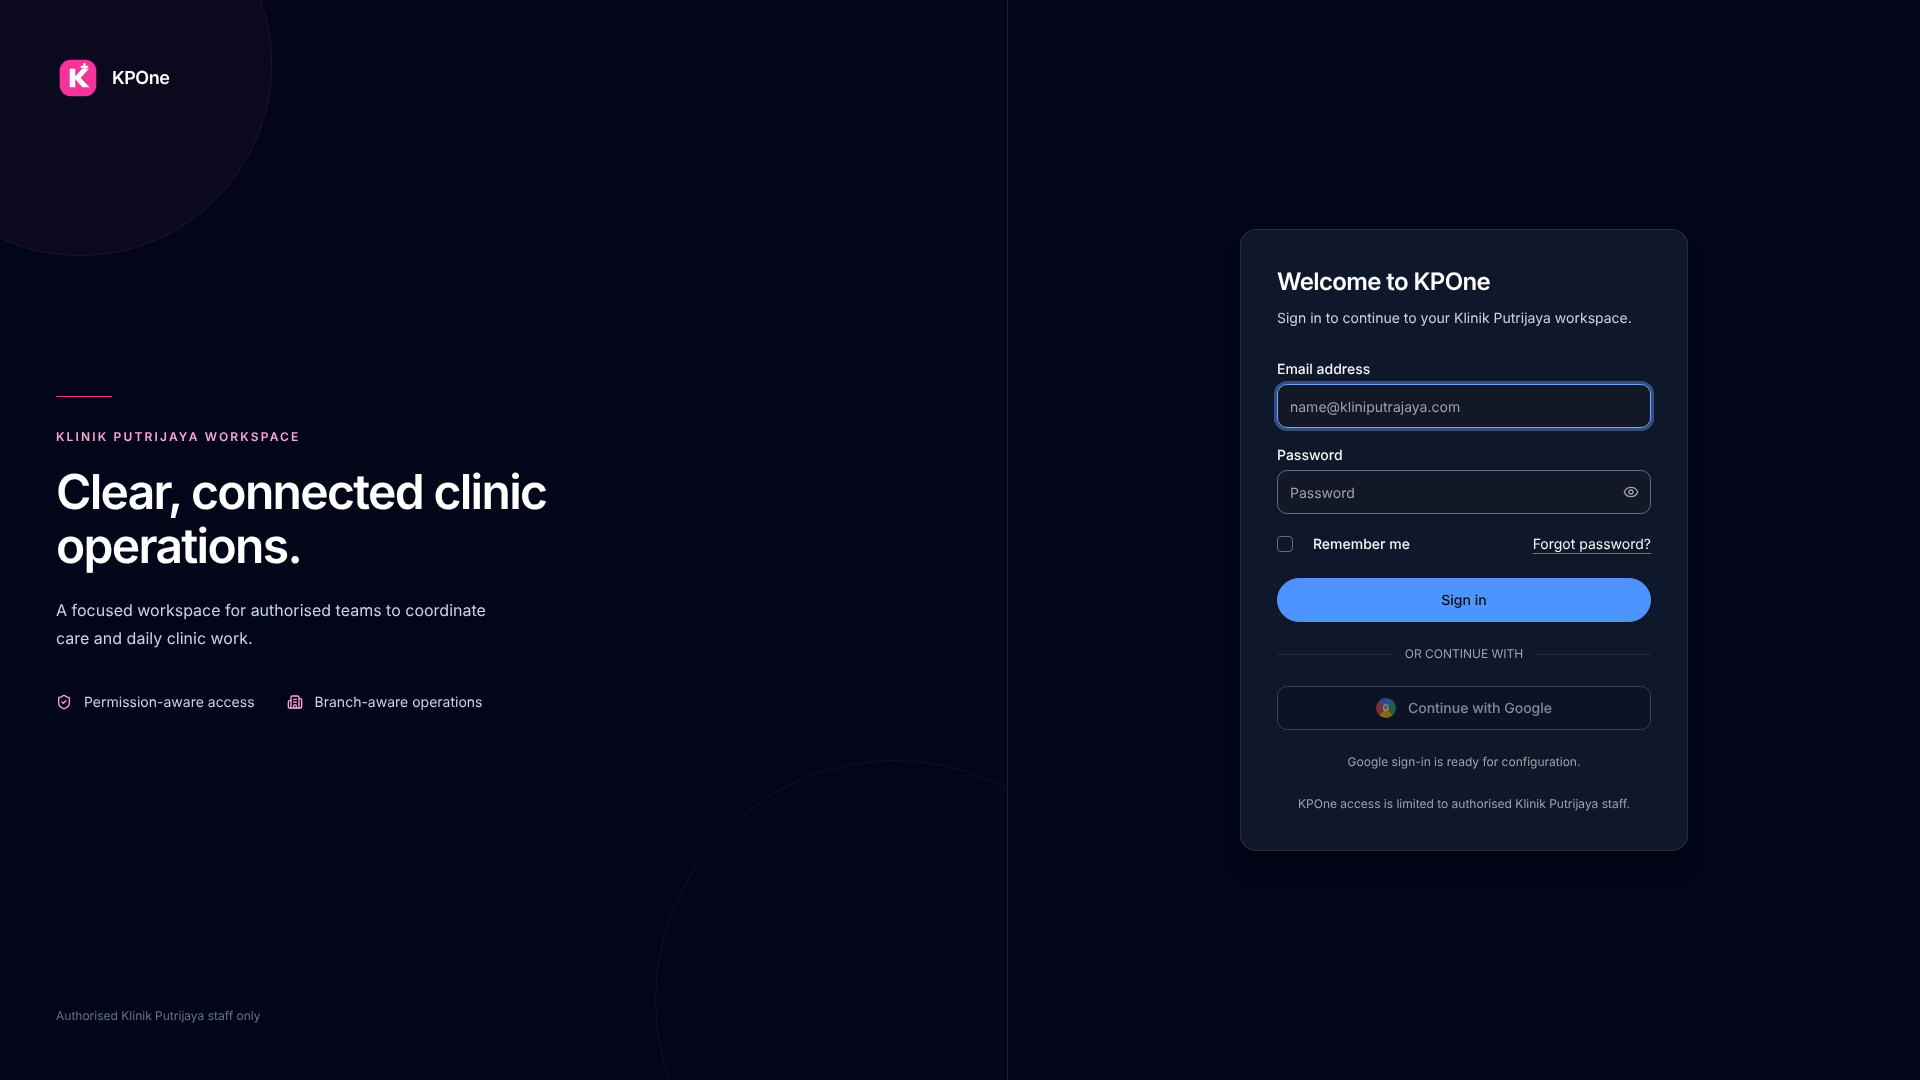 KPOne
KLINIK PUTRIJAYA WORKSPACE
Clear, connected clinic
operations.
A focused workspace for authorised teams to coordinate
care and daily clinic work.
Permission-aware access
Branch-aware operations
Authorised Klinik Putrijaya staff only
Welcome to KPOne
Sign in to continue to your Klinik Putrijaya workspace.
Email address
name@kliniputrajaya.com
Password
Password
Remember me
Forgot password?
Sign in
OR CONTINUE WITH
G Continue with Google
Google sign-in is ready for configuration.
KPOne access is limited to authorised Klinik Putrijaya staff.